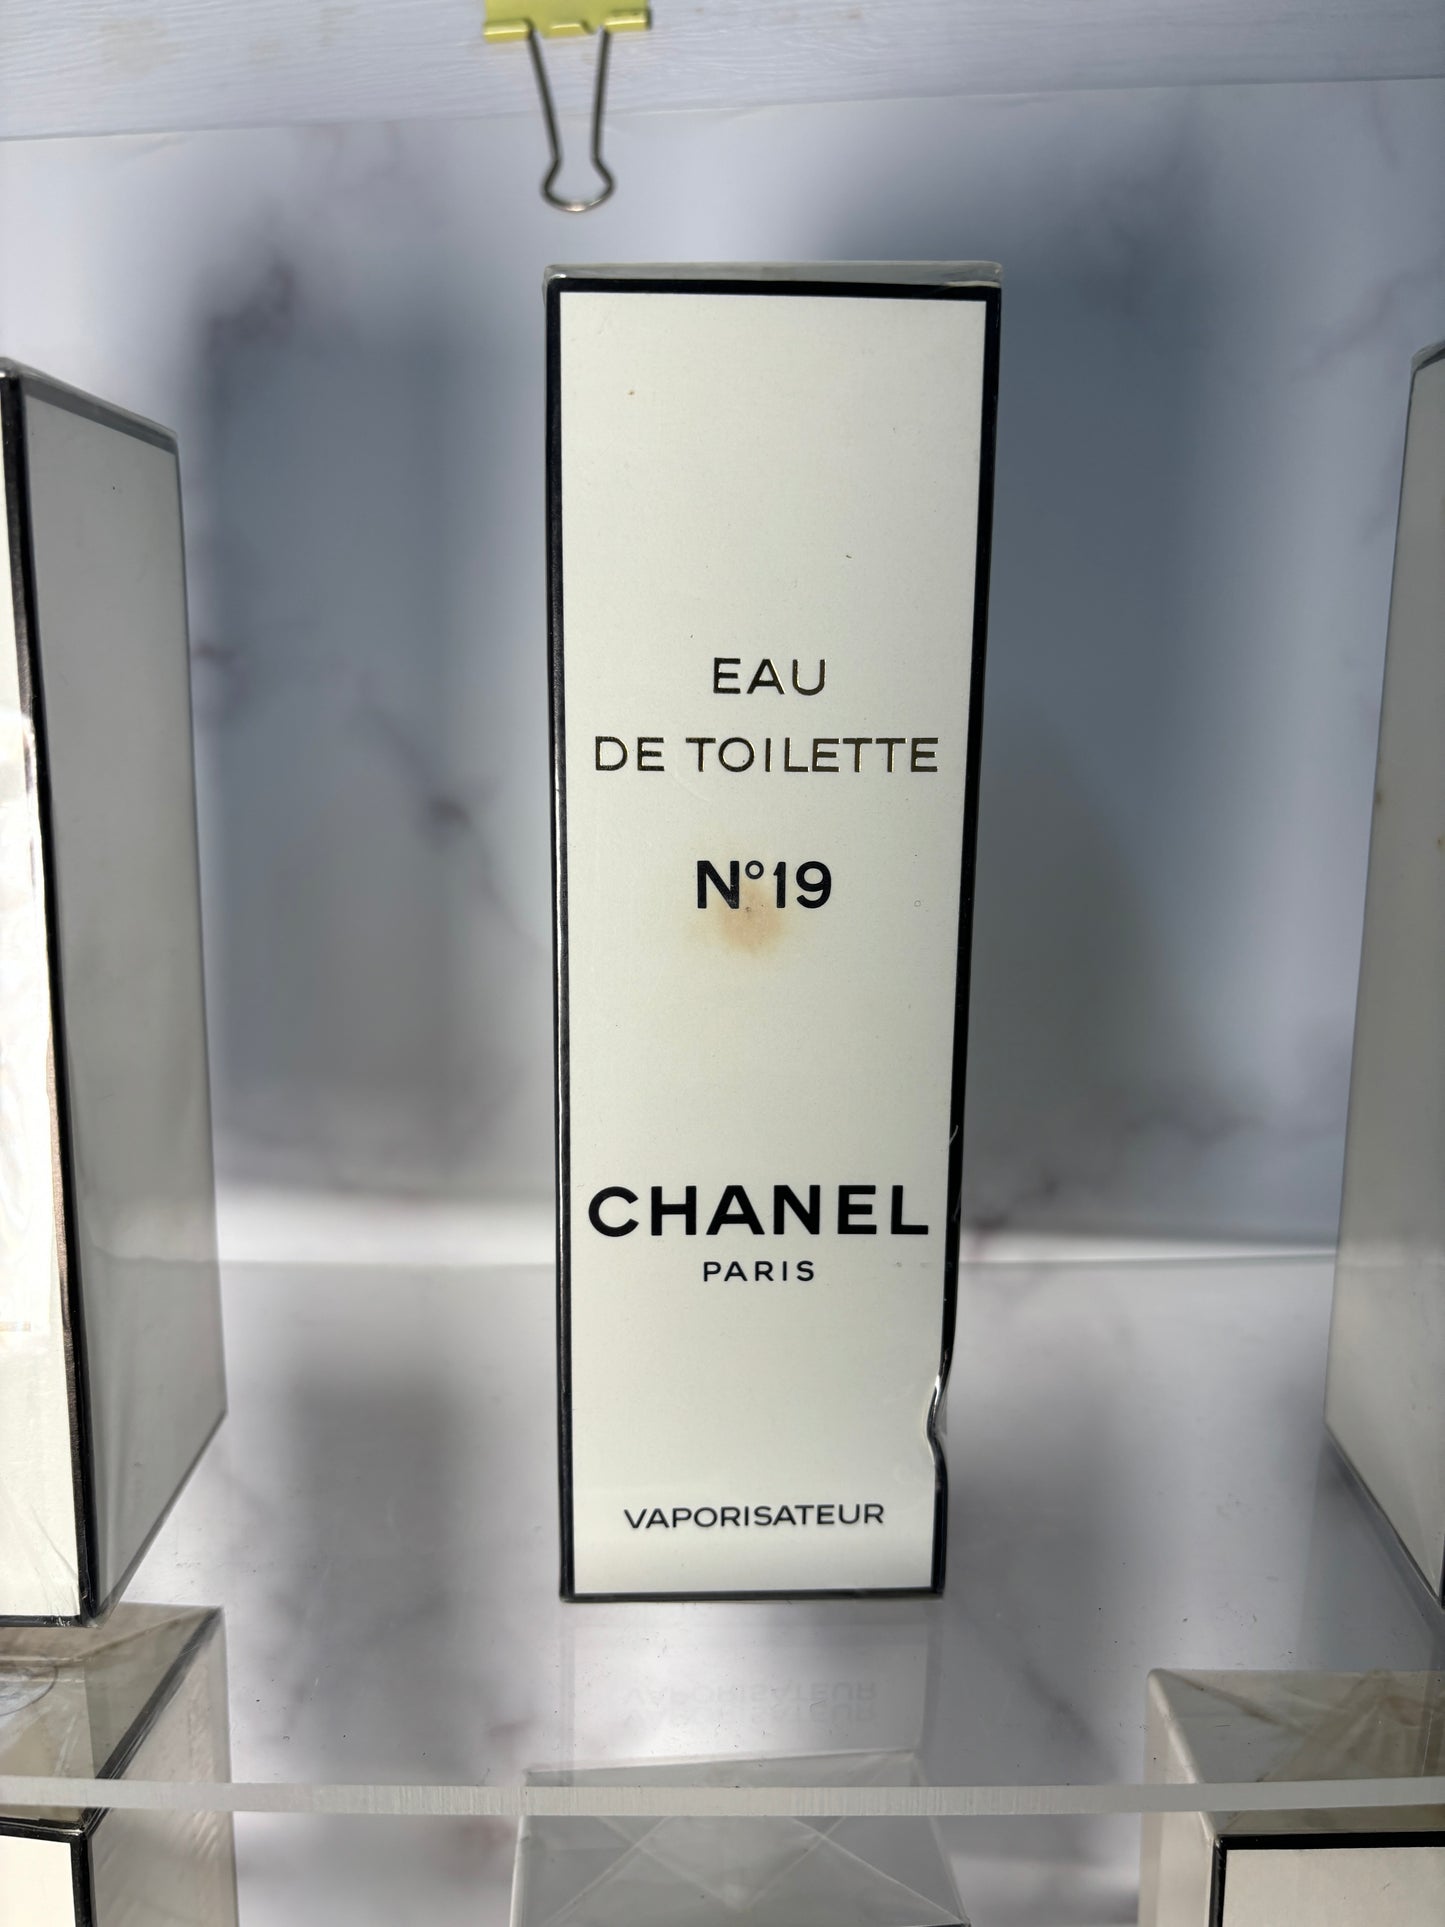 EAU
DE TOILETTE
N°19
CHANEL
PARIS
VAPORISATEUR